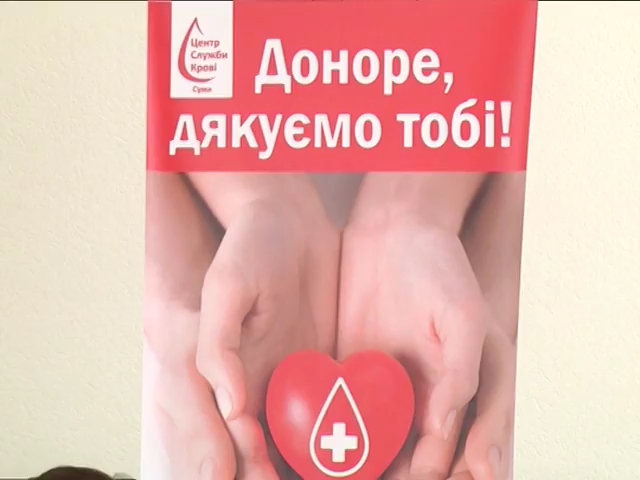 Центр
Служби
Крові
Суми
Доноре,
дякуємо тобі!